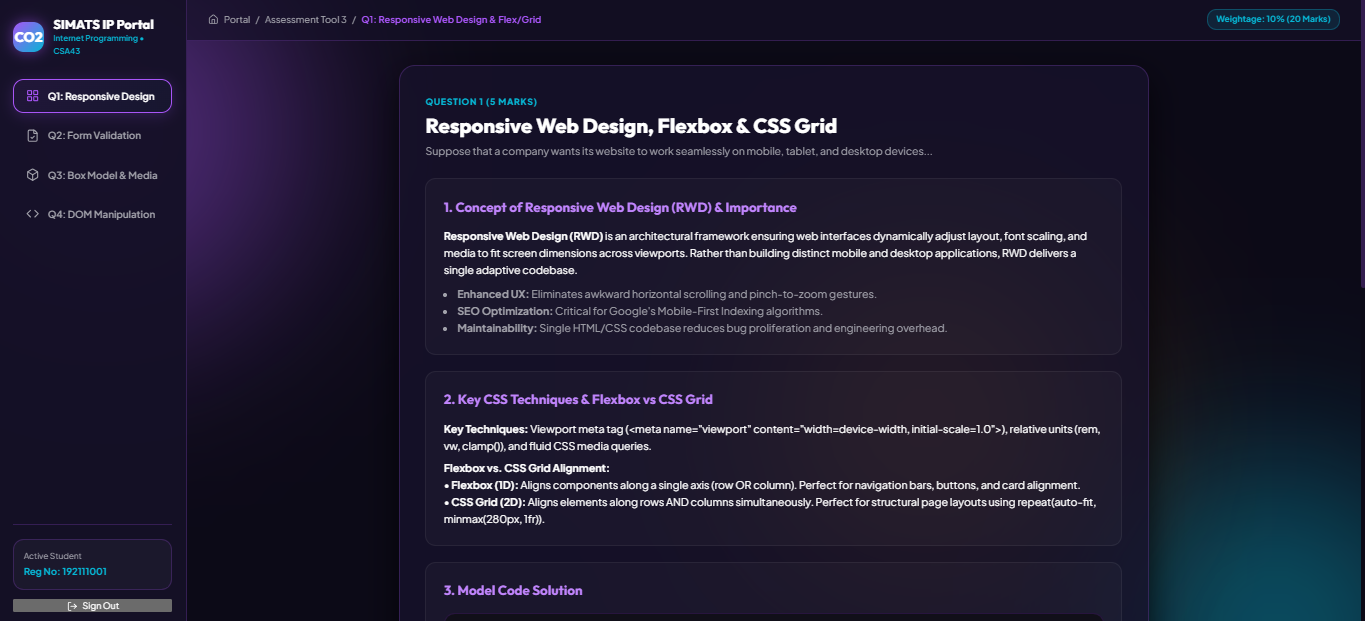 CO2
SIMATS IP Portal
Internet Programming •
CSA43
Q1: Responsive Design
Q2: Form Validation
Q3: Box Model & Media
Q4: DOM Manipulation
Active Student
Reg No: 192111001
Sign Out
Portal / Assessment Tool 3 / Q1: Responsive Web Design & Flex/Grid
Weightage: 10% (20 Marks)
QUESTION 1 (5 MARKS)
Responsive Web Design, Flexbox & CSS Grid
Suppose that a company wants its website to work seamlessly on mobile, tablet, and desktop devices...
1. Concept of Responsive Web Design (RWD) & Importance
Responsive Web Design (RWD) is an architectural framework ensuring web interfaces dynamically adjust layout, font scaling, and
media to fit screen dimensions across viewports. Rather than building distinct mobile and desktop applications, RWD delivers a
single adaptive codebase.
• Enhanced UX: Eliminates awkward horizontal scrolling and pinch-to-zoom gestures.
• SEO Optimization: Critical for Google's Mobile-First Indexing algorithms.
• Maintainability: Single HTML/CSS codebase reduces bug proliferation and engineering overhead.
2. Key CSS Techniques & Flexbox vs CSS Grid
Key Techniques: Viewport meta tag (<meta name="viewport" content="width=device-width, initial-scale=1.0">), relative units (rem,
vw, clamp()), and fluid CSS media queries.
Flexbox vs. CSS Grid Alignment:
• Flexbox (1D): Aligns components along a single axis (row OR column). Perfect for navigation bars, buttons, and card alignment.
• CSS Grid (2D): Aligns elements along rows AND columns simultaneously. Perfect for structural page layouts using repeat(auto-fit,
minmax(280px, 1fr)).
3. Model Code Solution